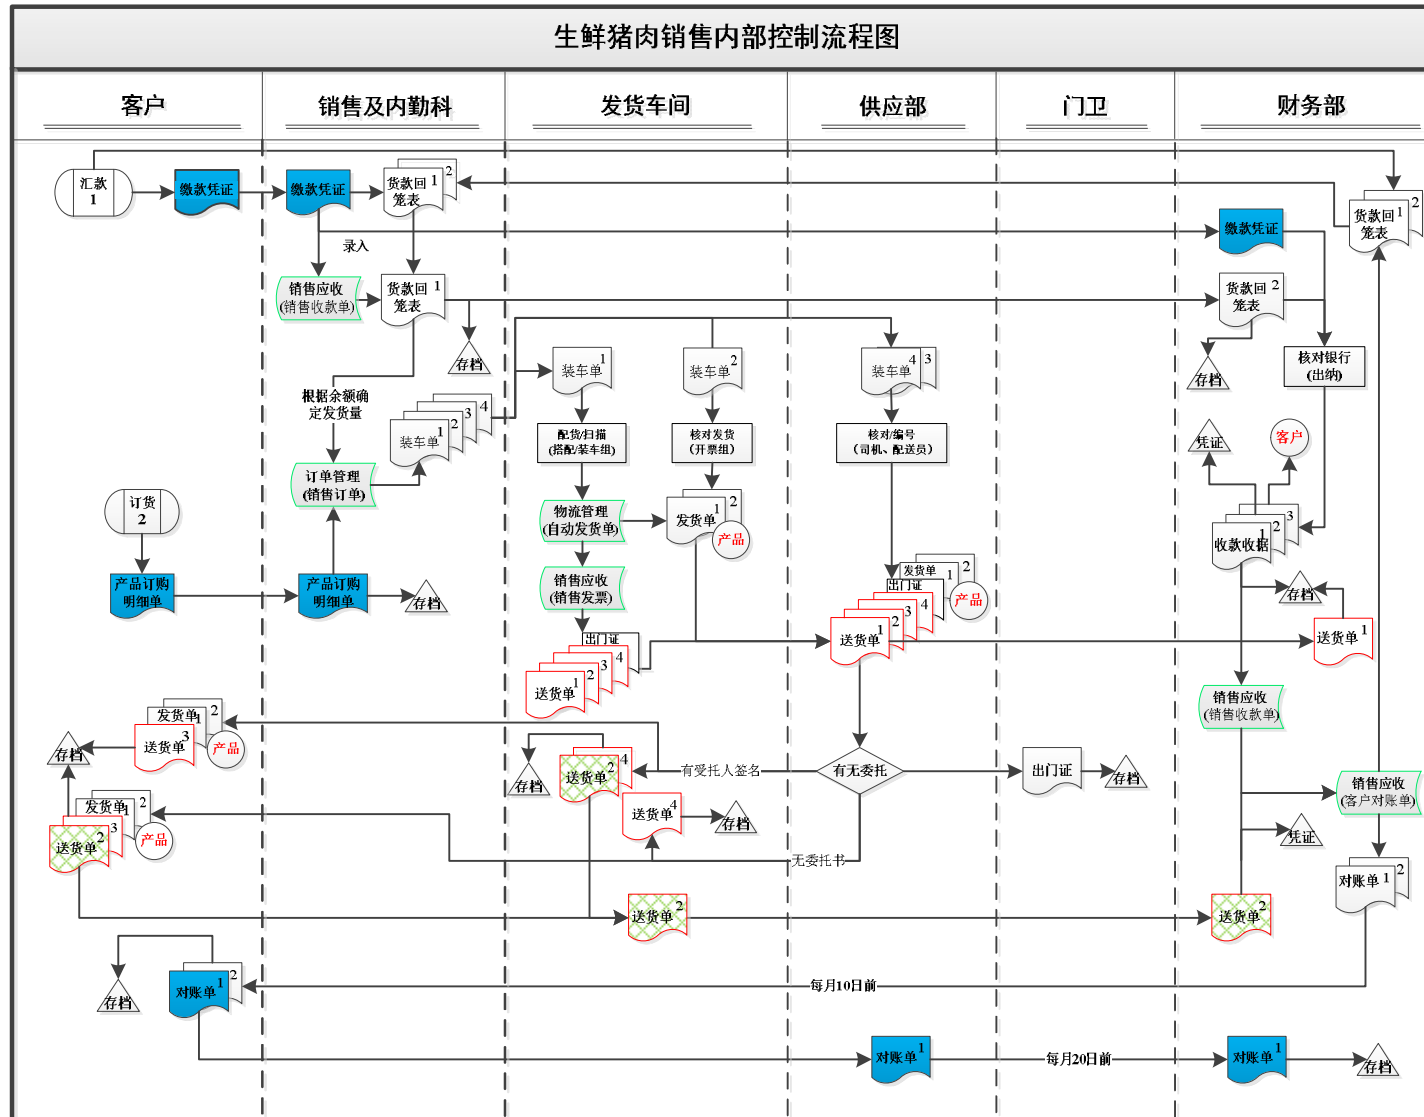 生鲜猪肉销售内部控制流程图
客户
销售及内勤科
发货车间
供应部
门卫
财务部
汇款
1
缴款凭证
缴款凭证
货款回
笼表
1
2
缴款凭证
货款回
笼表
1
2
录入
销售应收
(销售收款单)
货款回
笼表
1
货款回
笼表
2
存档
存档
核对银行
(出纳)
根据余额确
定发货量
装车单
1
2
3
4
装车单
1
装车单
2
装车单
4
3
配货/扫描
(搭配/装车组)
核对发货
(开票组)
核对/编号
(司机、配送员)
凭证
客户
订单管理
(销售订单)
订货
2
物流管理
(自动发货单)
发货单
1
2
产品
收款收据
1
2
3
产品订购
明细单
产品订购
明细单
存档
销售应收
(销售发票)
发货单
1
2
出门证
产品
送货单
1
2
3
4
存档
送货单
1
出门证
送货单
1
2
3
4
销售应收
(销售收款单)
发货单
1
2
送货单
3
产品
存档
存档
送货单
2
4
有受托人签名
有无委托
出门证
存档
销售应收
(客户对账单)
发货单
1
2
3
送货单
2
产品
送货单
4
存档
凭证
无委托书
对账单
1
2
送货单
2
送货单
2
存档
对账单
1
2
每月10日前
对账单
1
每月20日前
对账单
1
存档